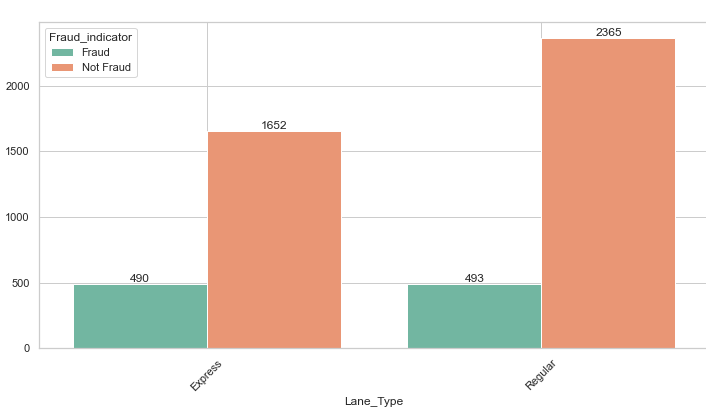 Fraud_indicator
Fraud
Not Fraud
2365
1652
490
493
2000
1500
1000
500
0
Express
Regular
Lane_Type